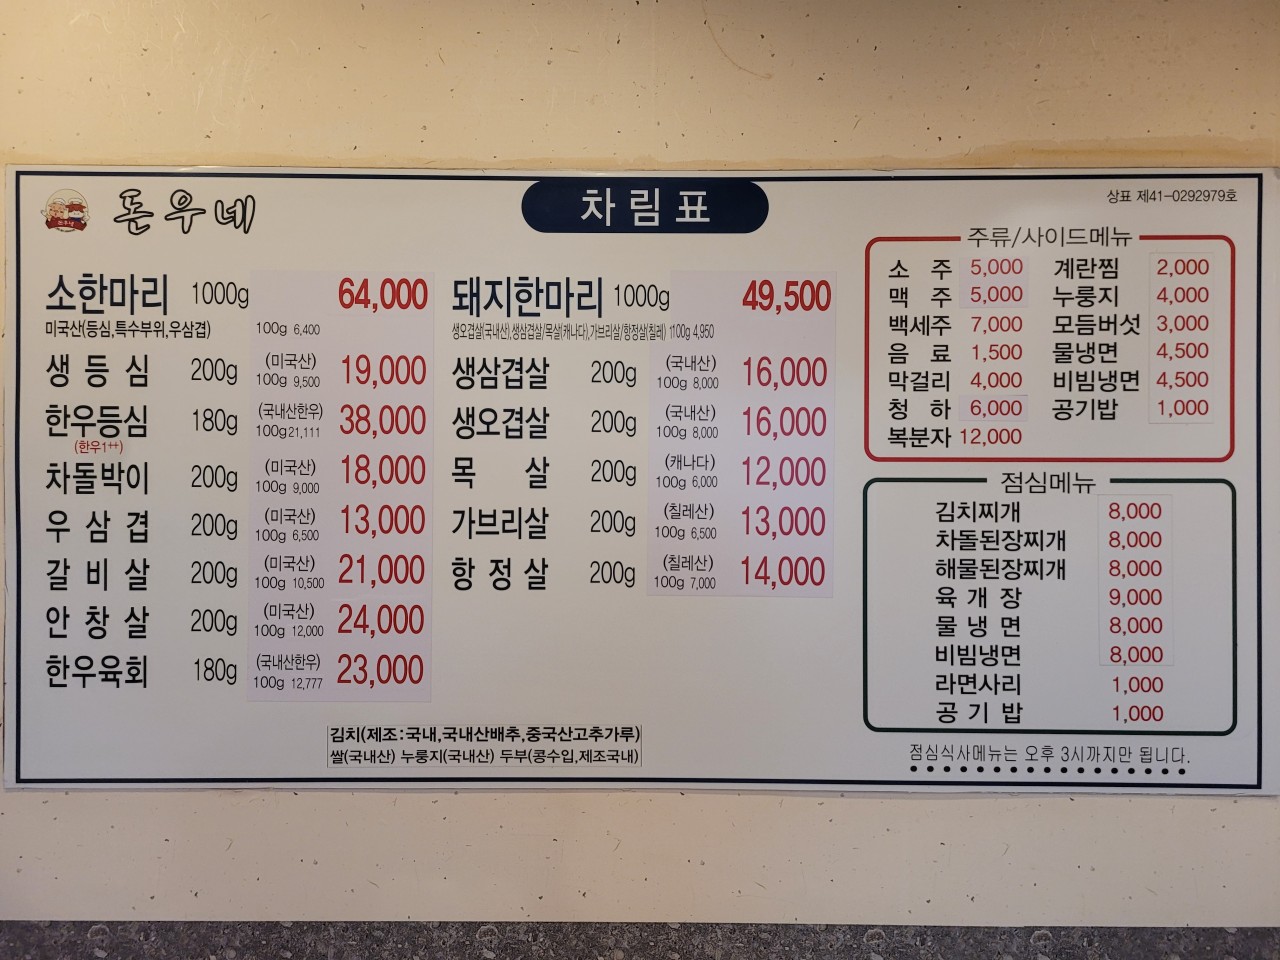 돈우네
차림표
상표 제41-0292979호
소한마리 1000g 64,000
미국산(등심,특수부위,우삼겹) 100g 6,400
생등심 200g (미국산) 100g 9,500 19,000
한우등심 180g (국내산한우) 100g 21,111 38,000
(한우1++)
차돌박이 200g (미국산) 100g 9,000 18,000
우삼겹 200g (미국산) 100g 6,500 13,000
갈비살 200g (미국산) 100g 10,500 21,000
안창살 200g (미국산) 100g 12,000 24,000
한우육회 180g (국내산한우) 100g 12,777 23,000
돼지한마리 1000g 49,500
생오겹살(국내산),생삼겹살/목살(캐나다),가브리살/항정살(칠레) 100g 4,950
생삼겹살 200g (국내산) 100g 8,000 16,000
생오겹살 200g (국내산) 100g 8,000 16,000
목살 200g (캐나다) 100g 6,000 12,000
가브리살 200g (칠레산) 100g 6,500 13,000
항정살 200g (칠레산) 100g 7,000 14,000
김치(제조:국내,국내산배추,중국산고추가루)
쌀(국내산) 누룽지(국내산) 두부(콩수입,제조국내)
주류/사이드메뉴
소주 5,000 계란찜 2,000
맥주 5,000 누룽지 4,000
백세주 7,000 모듬버섯 3,000
음료 1,500 물냉면 4,500
막걸리 4,000 비빔냉면 4,500
청하 6,000 공기밥 1,000
복분자 12,000
점심메뉴
김치찌개 8,000
차돌된장찌개 8,000
해물된장찌개 8,000
육개장 9,000
물냉면 8,000
비빔냉면 8,000
라면사리 1,000
공기밥 1,000
점심식사메뉴는 오후 3시까지만 됩니다.